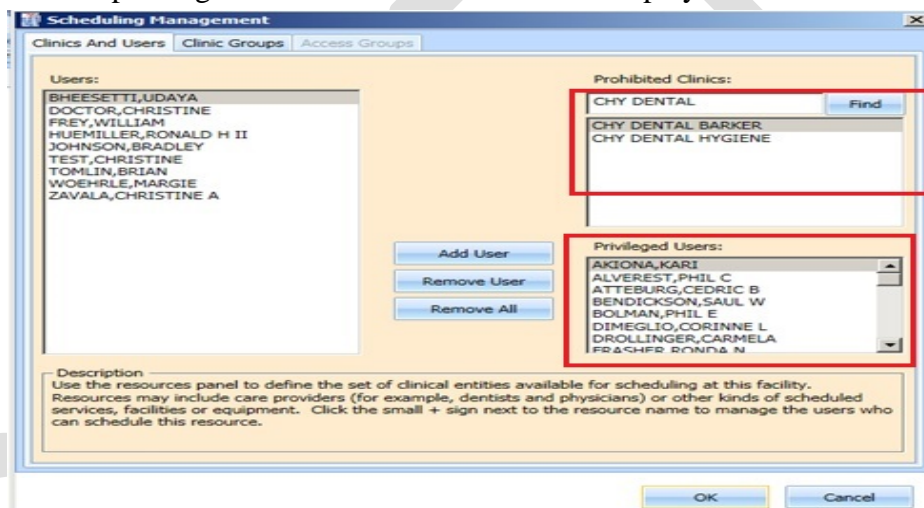 Scheduling Management
Clinics And Users Clinic Groups Access Groups
Users:
BHEESETTI,UDAYA
DOCTOR,CHRISTINE
FREY,WILLIAM
HUEMILLER,RONALD H II
JOHNSON,BRADLEY
TEST,CHRISTINE
TOMLIN,BRIAN
WOEHRLE,MARGIE
ZAVALA,CHRISTINE A
Add User
Remove User
Remove All
Prohibited Clinics:
CHY DENTAL Find
CHY DENTAL BARKER
CHY DENTAL HYGIENE
Privileged Users:
AKIONA,KARI
ALVEREST,PHIL C
ATTEBURG,CEDRIC B
BENDICKSON,SAUL W
BOLMAN,PHIL E
DIMEGLIO,CORINNE L
DROLLINGER,CARMELA
FRASHER,RONDA N
Description
Use the resources panel to define the set of clinical entities available for scheduling at this facility.
Resources may include care providers (for example, dentists and physicians) or other kinds of scheduled
services, facilities or equipment. Click the small + sign next to the resource name to manage the users who
can schedule this resource.
OK Cancel